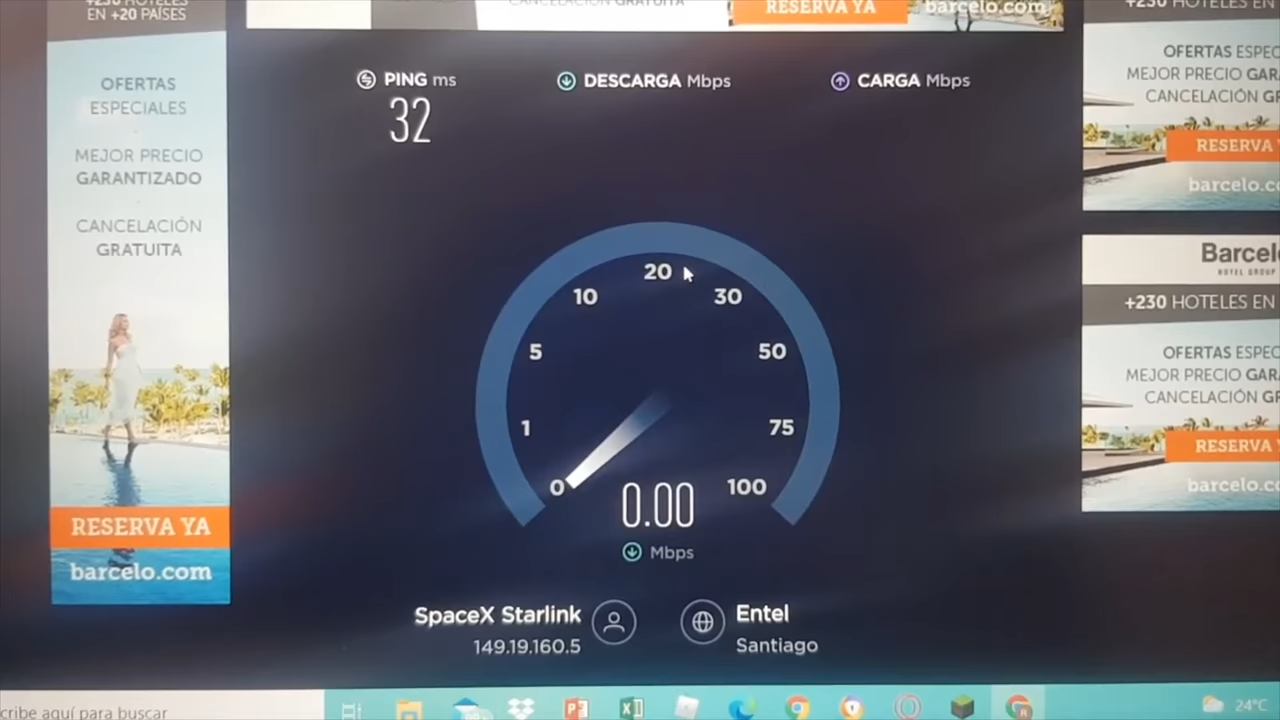 +230 HOTELES
EN +20 PAÍSES
OFERTAS
ESPECIALES
MEJOR PRECIO
GARANTIZADO
CANCELACIÓN
GRATUITA
RESERVA YA
barcelo.com
CANCELACIÓN GRATUITA
RESERVA YA
barcelo.com
PING ms
32
DESCARGA Mbps
CARGA Mbps
0
1
5
10
20
30
50
75
100
0.00
Mbps
SpaceX Starlink
149.19.160.5
Entel
Santiago
+230 HOTELES EN
OFERTAS ESPEC
MEJOR PRECIO GAR
CANCELACIÓN GR
RESERVA
barcelo.c
Barcel
HOTEL GROUP
+230 HOTELES EN
OFERTAS ESPEC
MEJOR PRECIO GAR
CANCELACIÓN GR
RESERVA
barcelo.c
cribe aquí para buscar
24°C